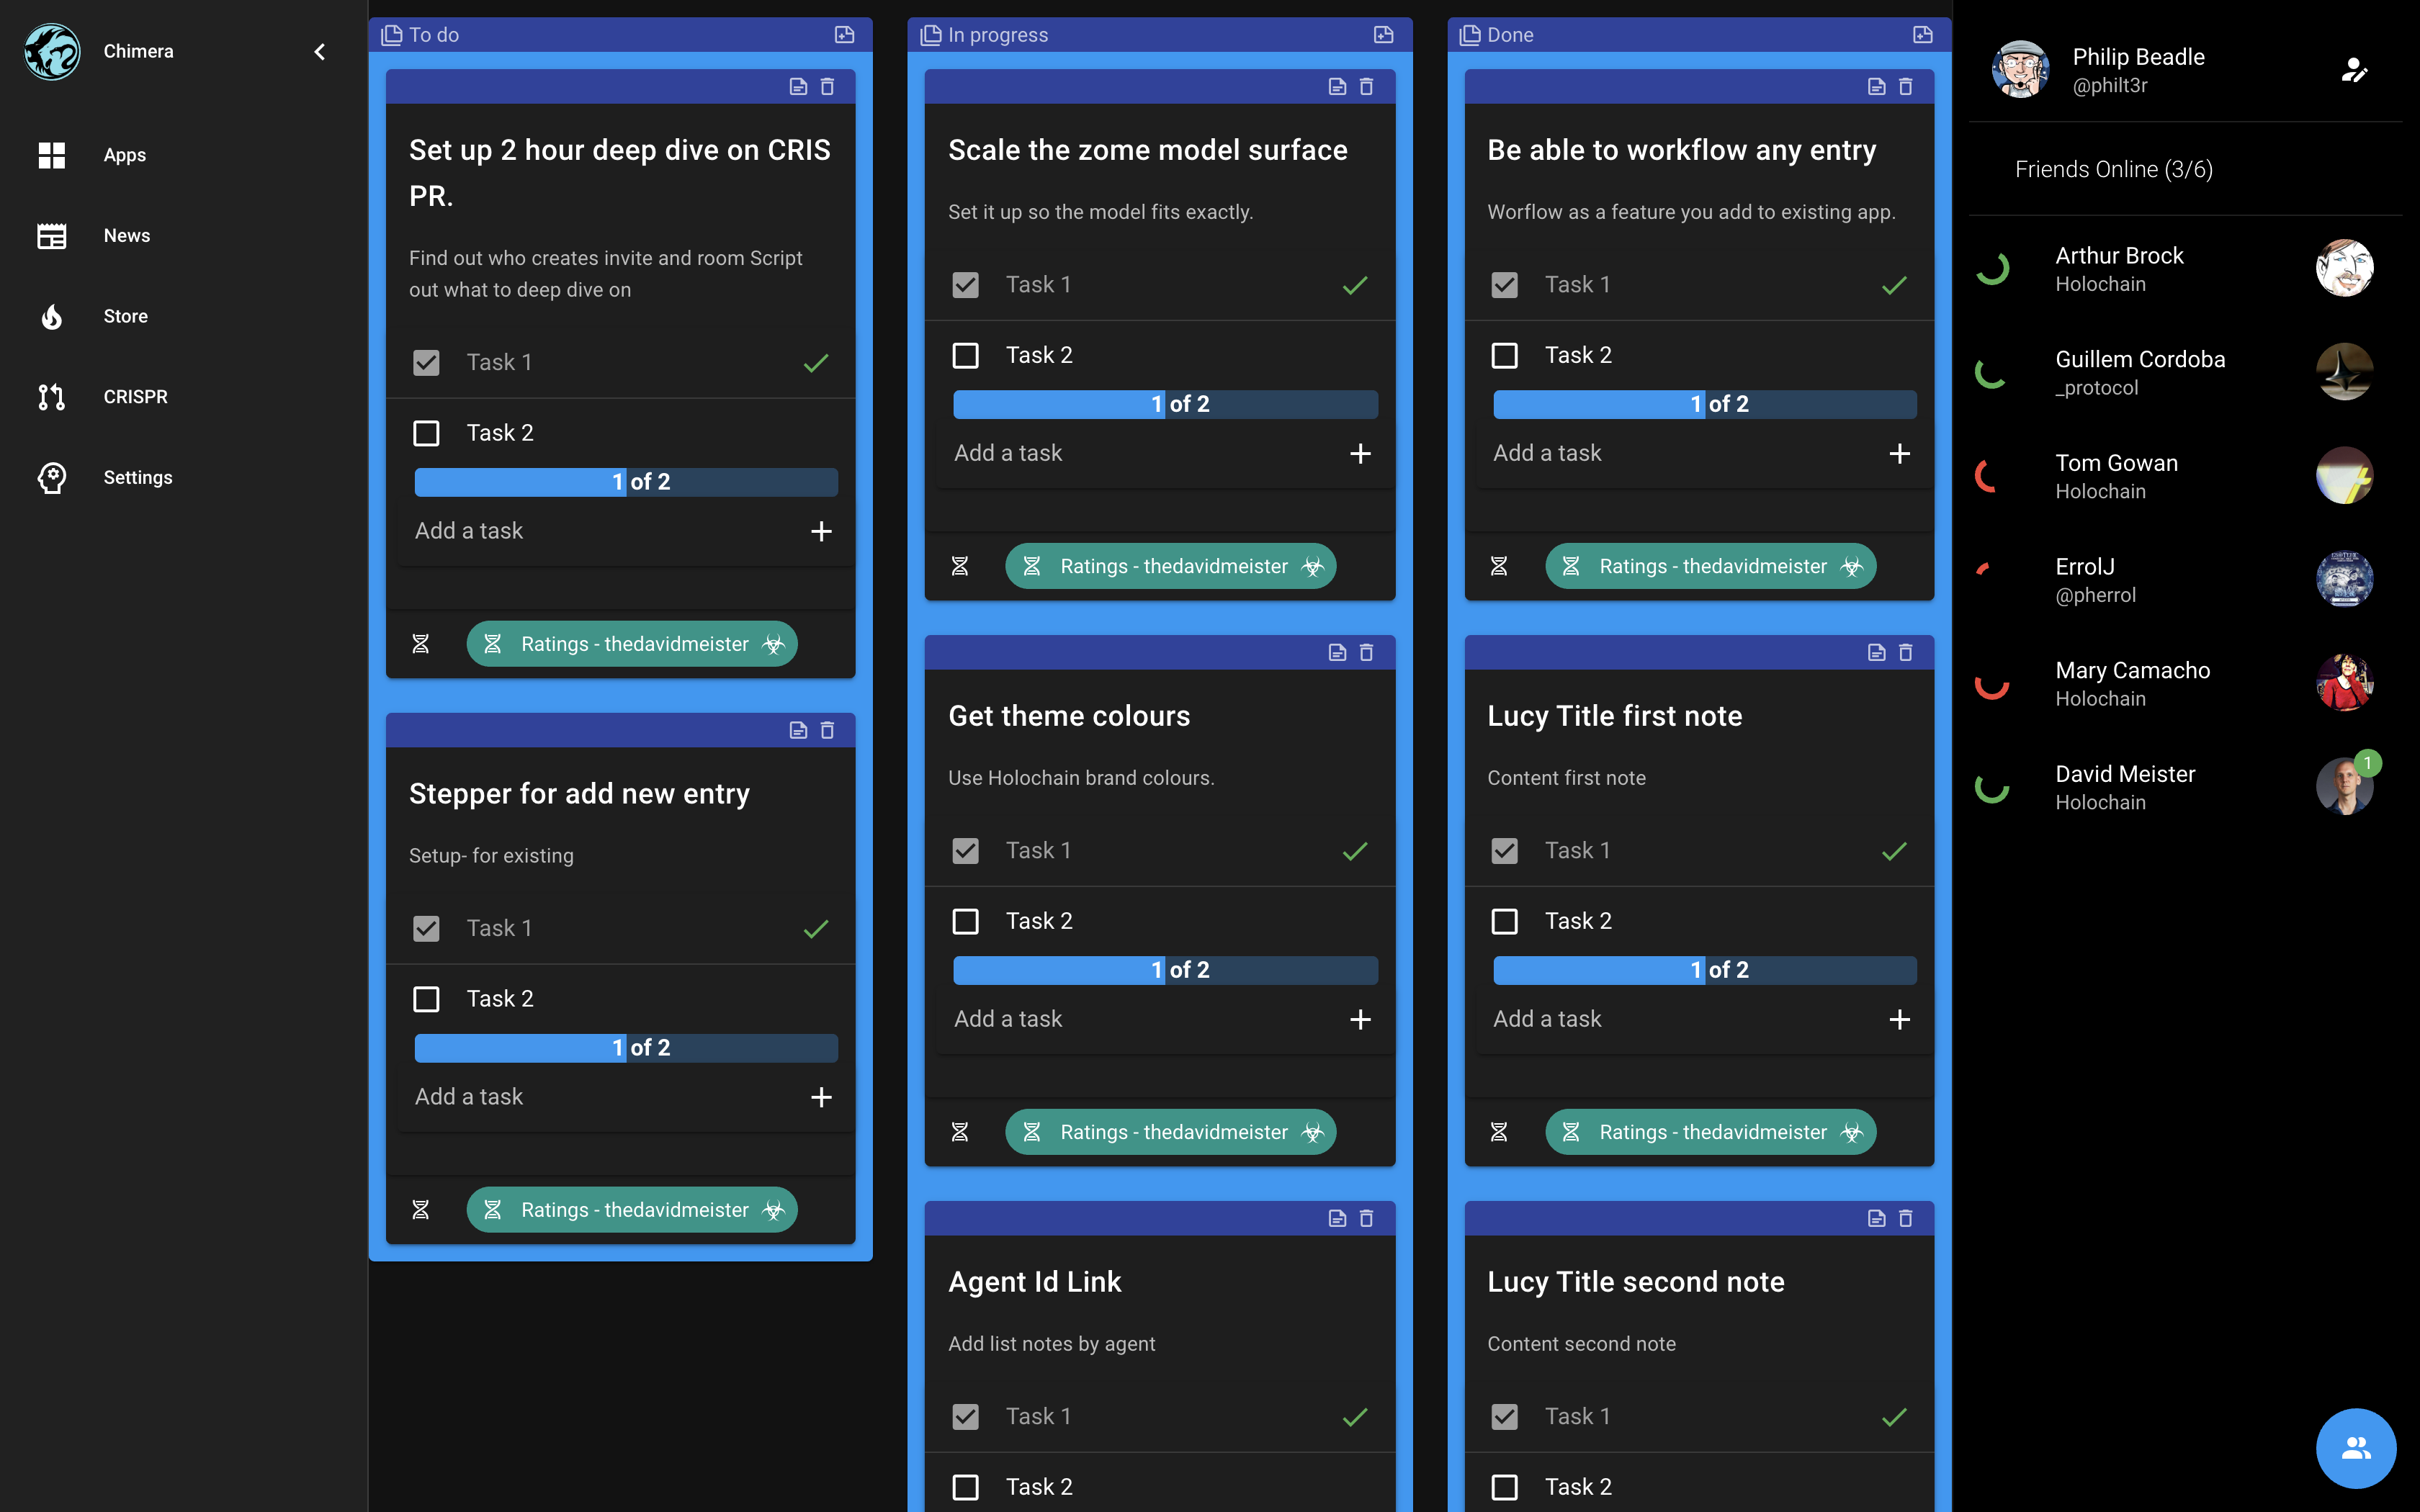 Chimera
Apps
News
Store
CRISPR
Settings
To do
Set up 2 hour deep dive on CRIS
PR.
Find out who creates invite and room Script
out what to deep dive on
Task 1
Task 2
1 of 2
Add a task
Ratings - thedavidmeister
Stepper for add new entry
Setup- for existing
Task 1
Task 2
1 of 2
Add a task
Ratings - thedavidmeister
In progress
Scale the zome model surface
Set it up so the model fits exactly.
Task 1
Task 2
1 of 2
Add a task
Ratings - thedavidmeister
Get theme colours
Use Holochain brand colours.
Task 1
Task 2
1 of 2
Add a task
Ratings - thedavidmeister
Agent Id Link
Add list notes by agent
Task 1
Task 2
Done
Be able to workflow any entry
Worflow as a feature you add to existing app.
Task 1
Task 2
1 of 2
Add a task
Ratings - thedavidmeister
Lucy Title first note
Content first note
Task 1
Task 2
1 of 2
Add a task
Ratings - thedavidmeister
Lucy Title second note
Content second note
Task 1
Task 2
Philip Beadle
@philt3r
Friends Online (3/6)
Arthur Brock
Holochain
Guillem Cordoba
_protocol
Tom Gowan
Holochain
ErrolJ
@pherrol
Mary Camacho
Holochain
David Meister
Holochain
1